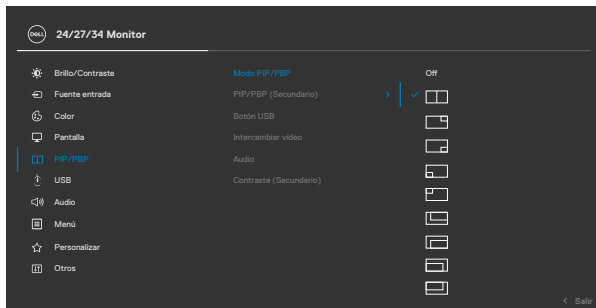 DELL 24/27/34 Monitor
Brillo/Contraste
Fuente entrada
Color
Pantalla
PIP/PBP
USB
Audio
Menú
Personalizar
Otros
Modo PIP/PBP
PIP/PBP (Secundario)
Botón USB
Intercambiar vídeo
Audio
Contraste (Secundario)
Off
Salir